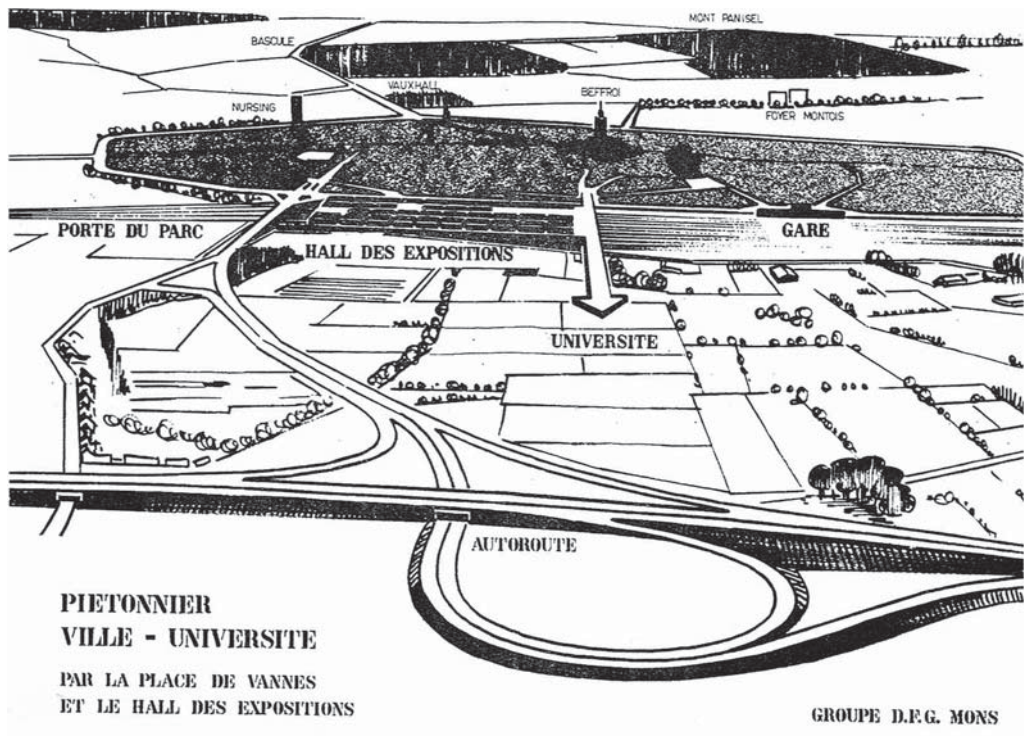 MONT PANISEL
BASCULE
VAUXHALL
BEFFROI
NURSING
FOYER MONTOIS
PORTE DU PARC
GARE
HALL DES EXPOSITIONS
UNIVERSITE
AUTOROUTE
PIETONNIER
VILLE - UNIVERSITE
PAR LA PLACE DE VANNES
ET LE HALL DES EXPOSITIONS
GROUPE D.F.G. MONS